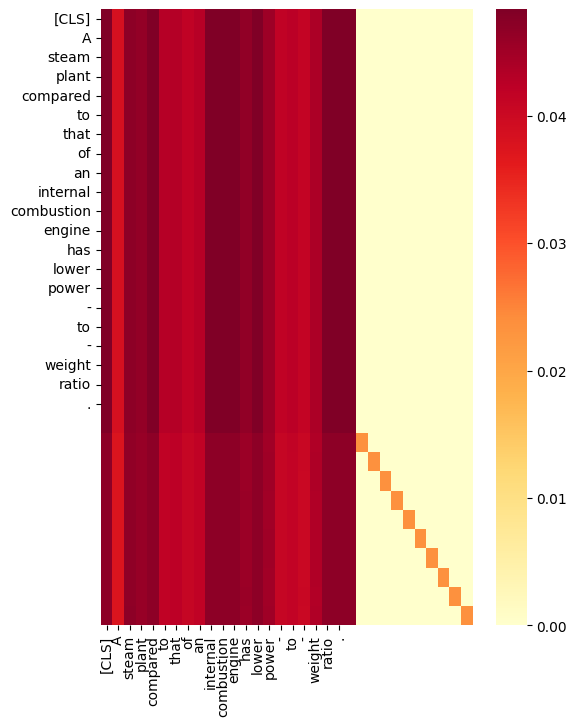 [CLS]
A
steam
plant
compared
to
that
of
an
internal
combustion
engine
has
lower
power
-
to
-
weight
ratio
.
0.04
0.03
0.02
0.01
0.00
[CLS]
A
steam
plant
compared
to
that
of
an
internal
combustion
engine
has
lower
power
-
to
-
weight
ratio
.